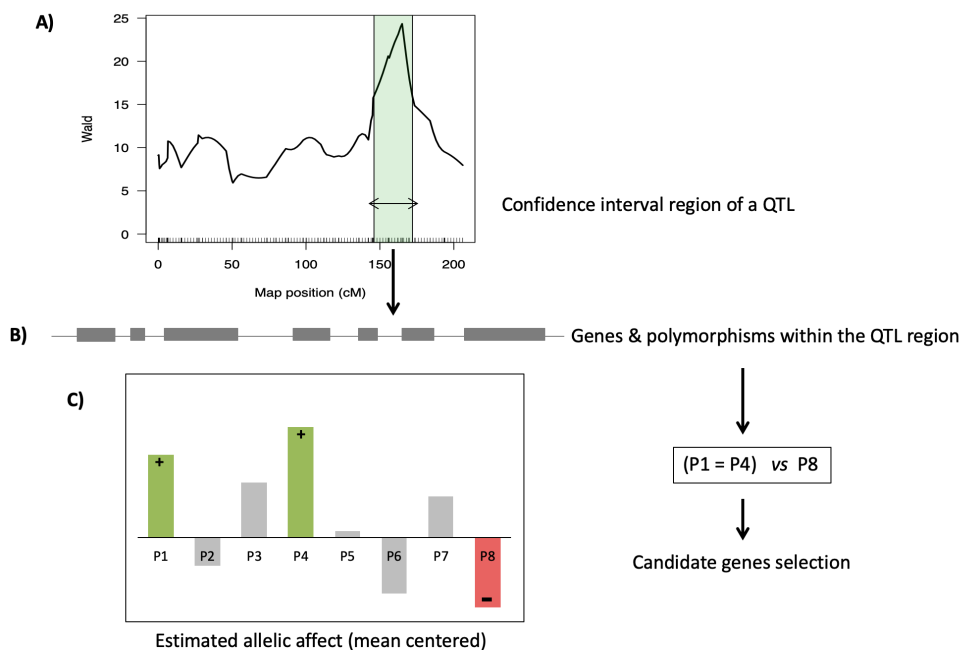 A)
25
20
15
10
5
0
Wald
0 50 100 150 200
Map position (cM)
Confidence interval region of a QTL
B)
Genes & polymorphisms within the QTL region
C)
+ +
P1 P2 P3 P4 P5 P6 P7 P8
-
Estimated allelic affect (mean centered)
(P1 = P4) vs P8
Candidate genes selection